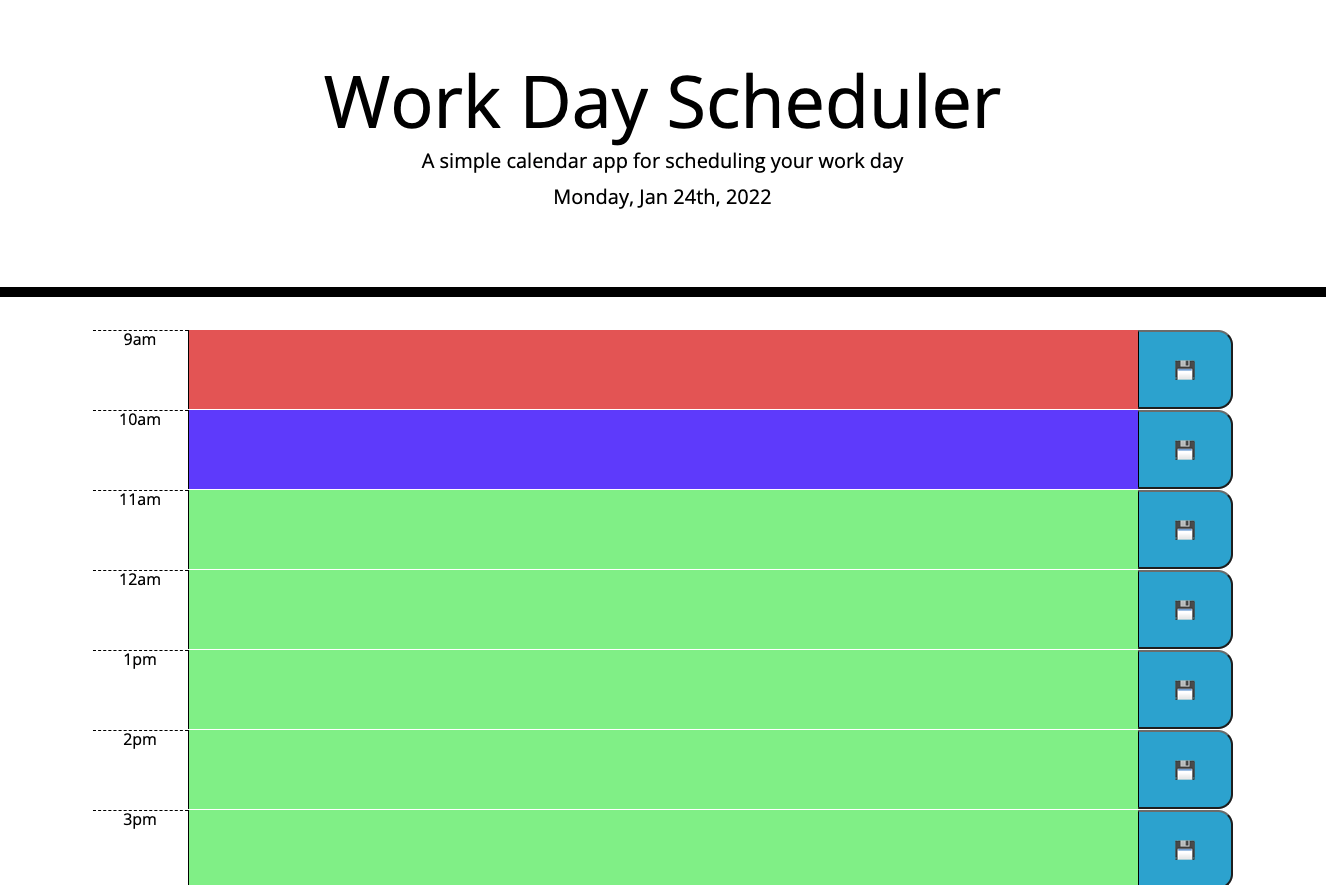 Work Day Scheduler
A simple calendar app for scheduling your work day
Monday, Jan 24th, 2022
9am
10am
11am
12am
1pm
2pm
3pm